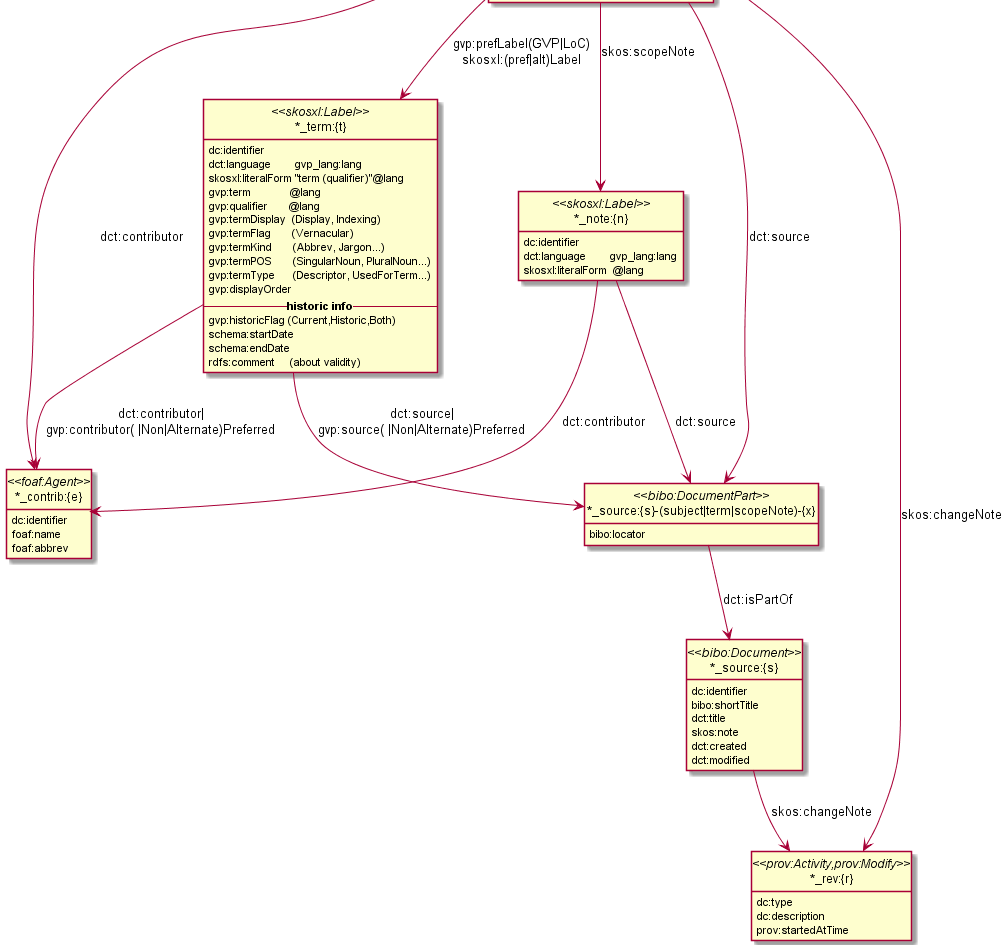 gvp:prefLabel(GVP|LoC)
skosxl:(pref|alt)Label
skos:scopeNote
<<skosxl:Label>>
*_term:{t}
dc:identifier
dct:language gvp_lang:lang
skosxl:literalForm "term (qualifier)"@lang
gvp:term @lang
gvp:qualifier @lang
gvp:termDisplay (Display, Indexing)
gvp:termFlag (Vernacular)
gvp:termKind (Abbrev, Jargon...)
gvp:termPOS (SingularNoun, PluralNoun...)
gvp:termType (Descriptor, UsedForTerm...)
gvp:displayOrder
historic info
gvp:historicFlag (Current,Historic,Both)
schema:startDate
schema:endDate
rdfs:comment (about validity)
<<skosxl:Label>>
*_note:{n}
dc:identifier
dct:language gvp_lang:lang
skosxl:literalForm @lang
dct:contributor
dct:source
dct:contributor|
gvp:contributor( |Non|Alternate)Preferred
dct:source|
gvp:source( |Non|Alternate)Preferred
dct:contributor
dct:source
<<foaf:Agent>>
*_contrib:{e}
dc:identifier
foaf:name
foaf:abbrev
<<bibo:DocumentPart>>
*_source:{s}-(subject|term|scopeNote)-{x}
bibo:locator
skos:changeNote
dct:isPartOf
<<bibo:Document>>
*_source:{s}
dc:identifier
bibo:shortTitle
dct:title
skos:note
dct:created
dct:modified
skos:changeNote
<<prov:Activity,prov:Modify>>
*_rev:{r}
dc:type
dc:description
prov:startedAtTime